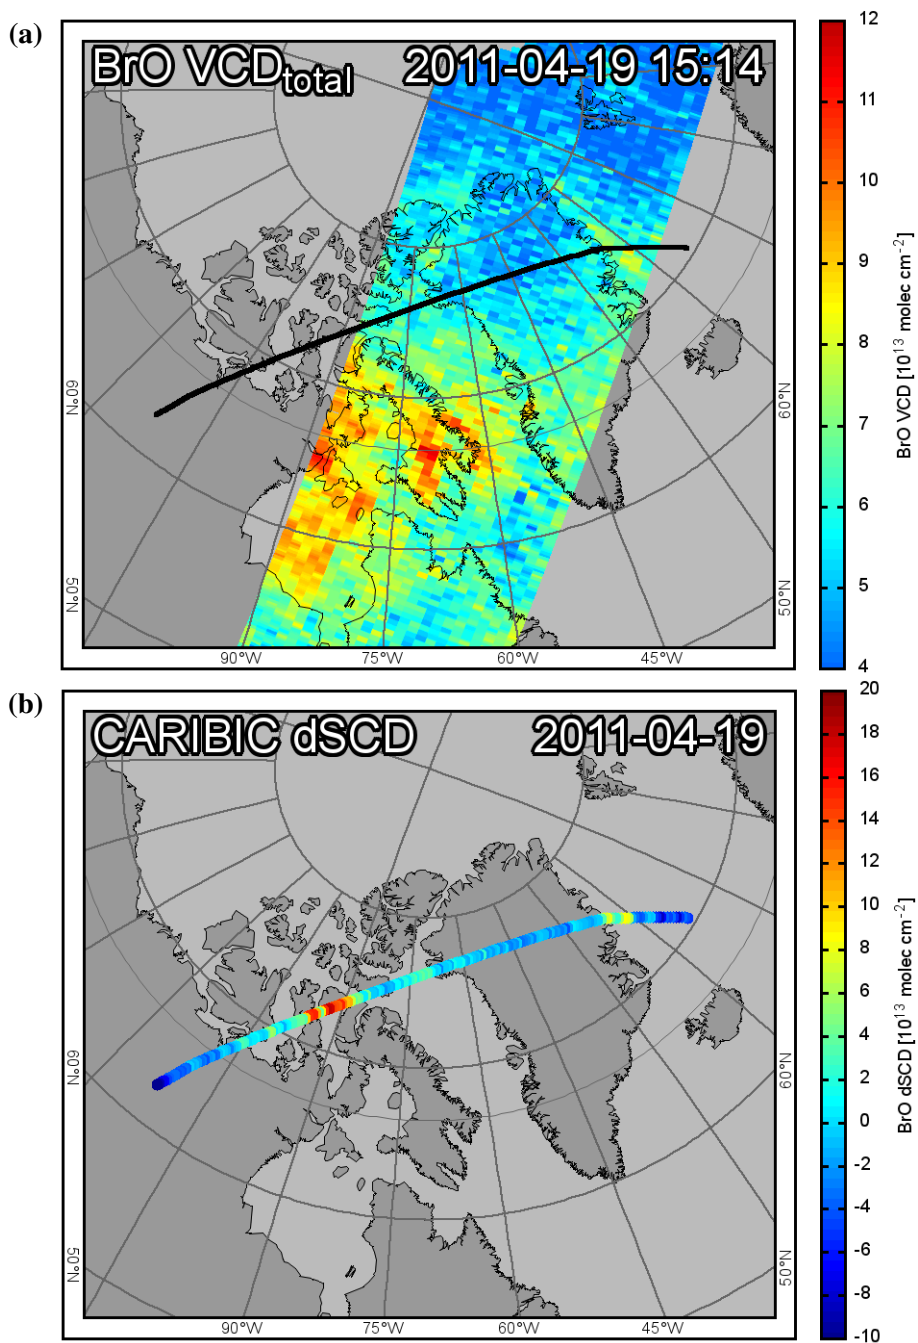 (a)
BrO VCDtotal 2011-04-19 15:14
12
11
10
9
8
7
6
5
4
BrO VCD [10^13 molec cm^-2]
60°N
50°N
60°N
50°N
90°W 75°W 60°W 45°W
(b)
CARIBIC dSCD 2011-04-19
20
18
16
14
12
10
8
6
4
2
0
-2
-4
-6
-8
-10
BrO dSCD [10^13 molec cm^-2]
60°N
50°N
60°N
50°N
90°W 75°W 60°W 45°W